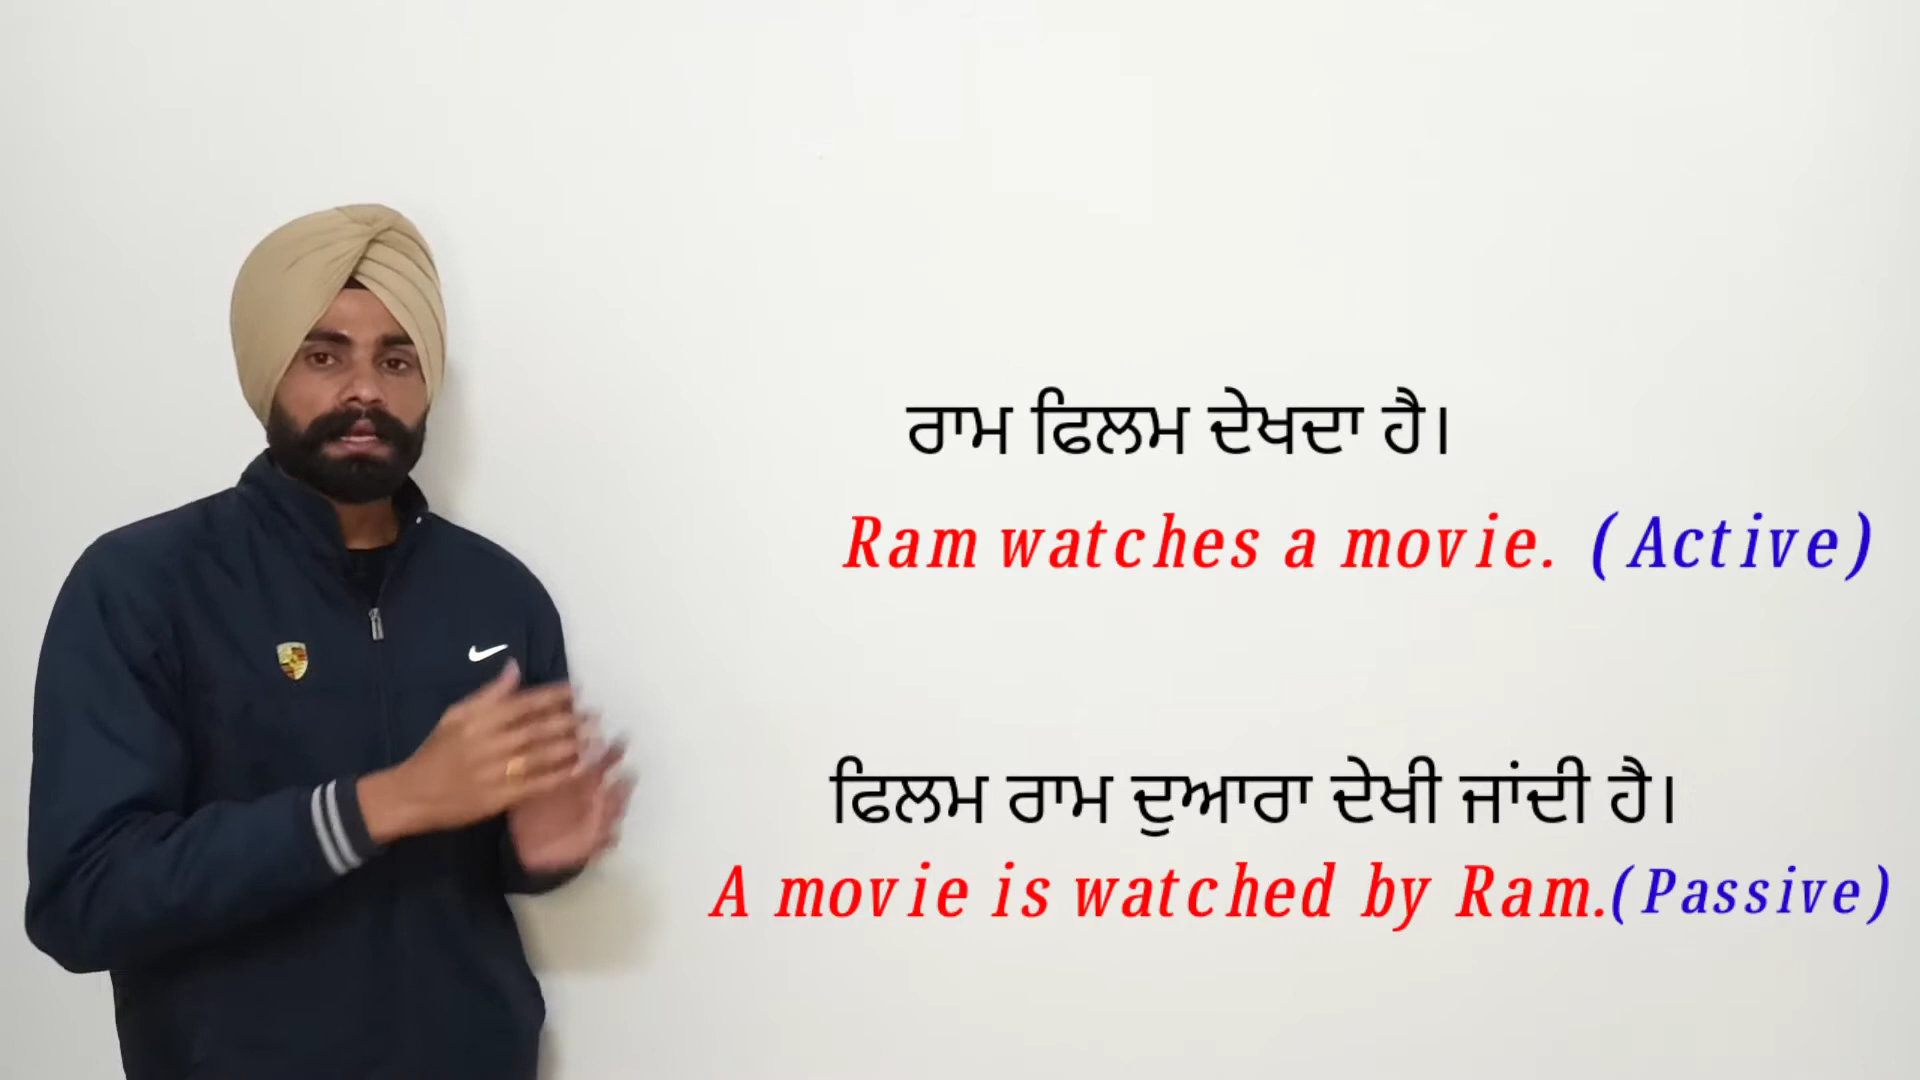 ਰਾਮ ਫਿਲਮ ਦੇਖਦਾ ਹੈ।
Ram watches a movie. (Active)
ਫਿਲਮ ਰਾਮ ਦੁਆਰਾ ਦੇਖੀ ਜਾਂਦੀ ਹੈ।
A movie is watched by Ram.(Passive)